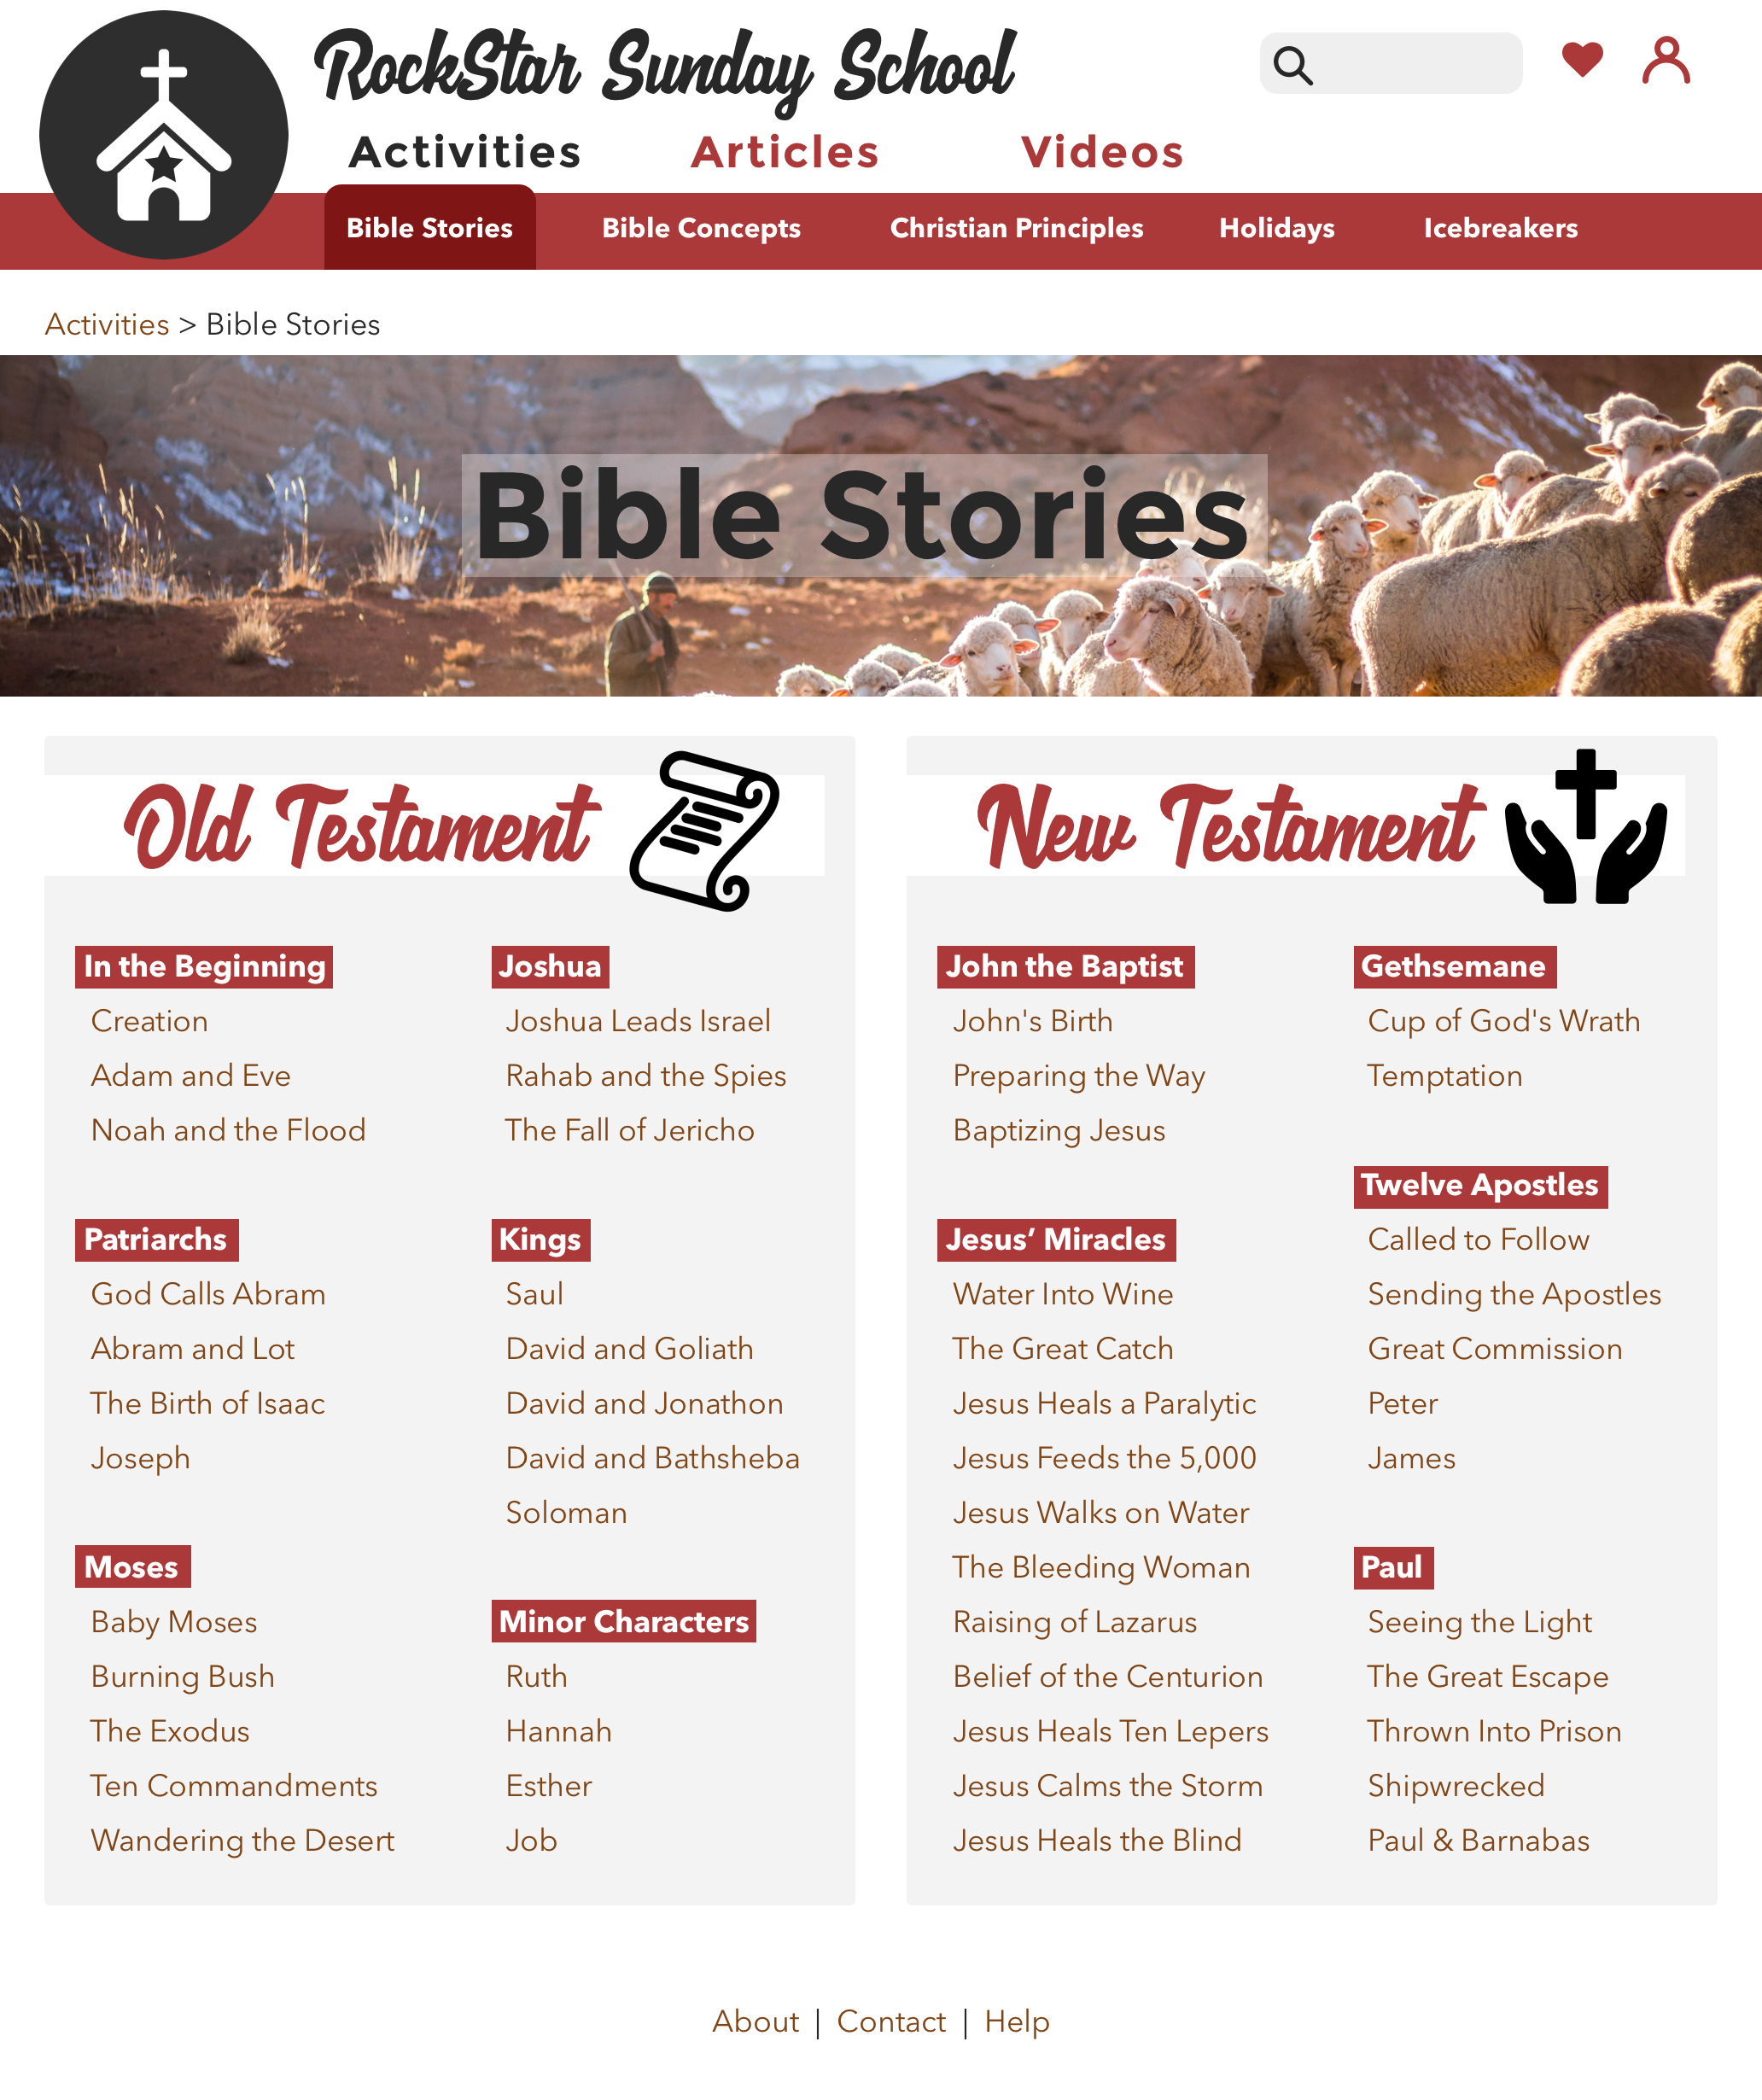 RockStar Sunday School
Activities Articles Videos
Bible Stories Bible Concepts Christian Principles Holidays Icebreakers
Activities > Bible Stories
Bible Stories
Old Testament
In the Beginning
Creation
Adam and Eve
Noah and the Flood
Patriarchs
God Calls Abram
Abram and Lot
The Birth of Isaac
Joseph
Moses
Baby Moses
Burning Bush
The Exodus
Ten Commandments
Wandering the Desert
Joshua
Joshua Leads Israel
Rahab and the Spies
The Fall of Jericho
Kings
Saul
David and Goliath
David and Jonathon
David and Bathsheba
Soloman
Minor Characters
Ruth
Hannah
Esther
Job
New Testament
John the Baptist
John's Birth
Preparing the Way
Baptizing Jesus
Jesus’ Miracles
Water Into Wine
The Great Catch
Jesus Heals a Paralytic
Jesus Feeds the 5,000
Jesus Walks on Water
The Bleeding Woman
Raising of Lazarus
Belief of the Centurion
Jesus Heals Ten Lepers
Jesus Calms the Storm
Jesus Heals the Blind
Gethsemane
Cup of God's Wrath
Temptation
Twelve Apostles
Called to Follow
Sending the Apostles
Great Commission
Peter
James
Paul
Seeing the Light
The Great Escape
Thrown Into Prison
Shipwrecked
Paul & Barnabas
About | Contact | Help